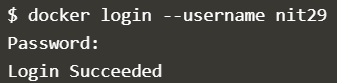 $ docker login --username nit29
Password:
Login Succeeded